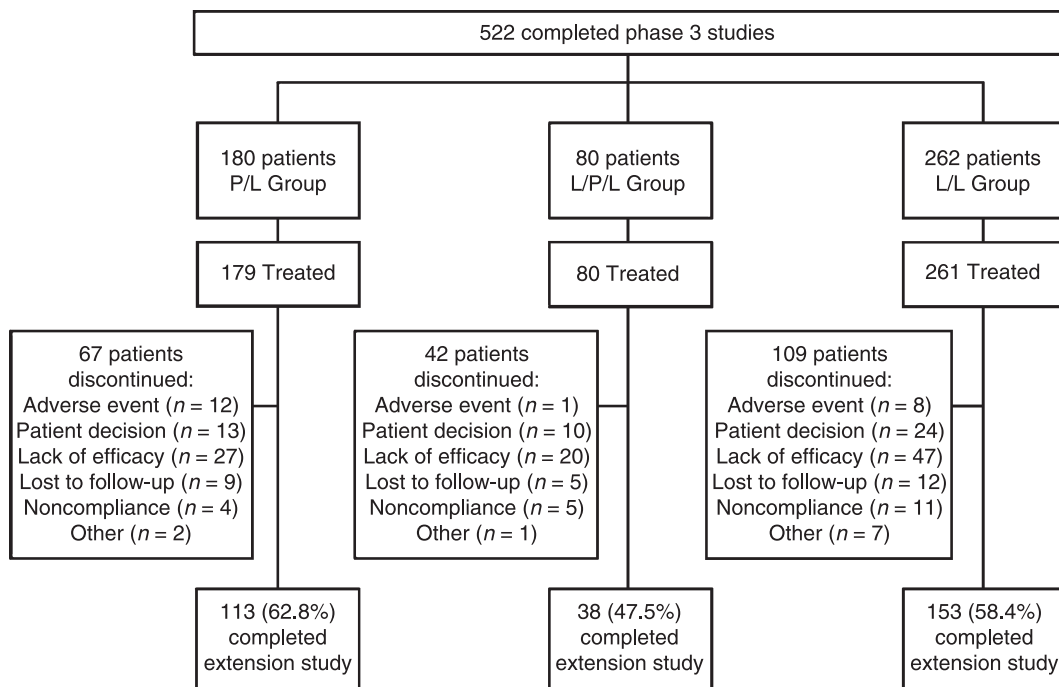 522 completed phase 3 studies
180 patients
P/L Group
80 patients
L/P/L Group
262 patients
L/L Group
179 Treated
80 Treated
261 Treated
67 patients
discontinued:
Adverse event (n = 12)
Patient decision (n = 13)
Lack of efficacy (n = 27)
Lost to follow-up (n = 9)
Noncompliance (n = 4)
Other (n = 2)
42 patients
discontinued:
Adverse event (n = 1)
Patient decision (n = 10)
Lack of efficacy (n = 20)
Lost to follow-up (n = 5)
Noncompliance (n = 5)
Other (n = 1)
109 patients
discontinued:
Adverse event (n = 8)
Patient decision (n = 24)
Lack of efficacy (n = 47)
Lost to follow-up (n = 12)
Noncompliance (n = 11)
Other (n = 7)
113 (62.8%)
completed
extension study
38 (47.5%)
completed
extension study
153 (58.4%)
completed
extension study